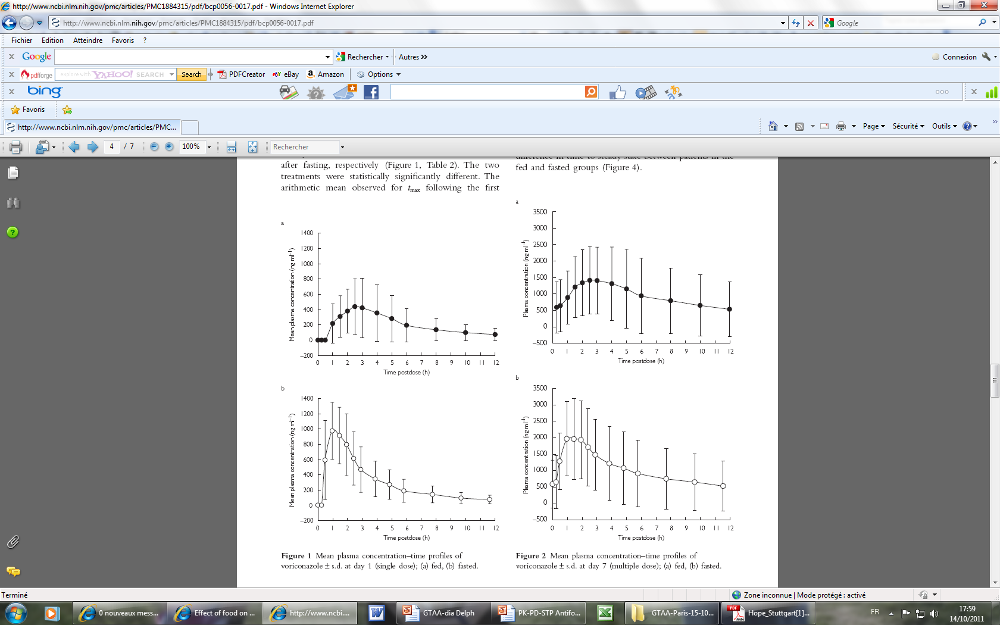 http://www.ncbi.nlm.nih.gov/pmc/articles/PMC1884315/pdf/bcp0056-0017.pdf - Windows Internet Explorer
http://www.ncbi.nlm.nih.gov/pmc/articles/PMC1884315/pdf/bcp0056-0017.pdf
Google
Fichier Edition Atteindre Favoris ?
x Google Rechercher Autres »
Connexion
x pdfforge explore with YAHOO! SEARCH Search PDFCreator eBay Amazon Options
x bing
x
Favoris
http://www.ncbi.nlm.nih.gov/pmc/articles/PMC...
Page Sécurité Outils »
4 / 7 100% Rechercher
after fasting, respectively (Figure 1, Table 2). The two
treatments were statistically significantly different. The
arithmetic mean observed for tmax following the first
difference in time to steady state between patients in the
fed and fasted groups (Figure 4).
a
Mean plasma concentration (ng ml–1)
1400
1200
1000
800
600
400
200
0
–200
0 1 2 3 4 5 6 7 8 9 10 11 12
Time postdose (h)
b
Mean plasma concentration (ng ml–1)
1400
1200
1000
800
600
400
200
0
–200
0 1 2 3 4 5 6 7 8 9 10 11 12
Time postdose (h)
Figure 1 Mean plasma concentration–time profiles of
voriconazole ± s.d. at day 1 (single dose); (a) fed, (b) fasted.
a
Plasma concentration (ng ml–1)
3500
3000
2500
2000
1500
1000
500
0
–500
0 1 2 3 4 5 6 7 8 9 10 11 12
Time postdose (h)
b
Plasma concentration (ng ml–1)
3500
3000
2500
2000
1500
1000
500
0
–500
0 1 2 3 4 5 6 7 8 9 10 11 12
Time postdose (h)
Figure 2 Mean plasma concentration–time profiles of
voriconazole ± s.d. at day 7 (multiple dose); (a) fed, (b) fasted.
Terminé
Zone inconnue | Mode protégé : activé
0 nouveaux mess...
Effect of food on ...
http://www.ncbi....
GTAA-dia Delph
PK-PD-STP Antifo...
GTAA-Paris-15-10...
Hope_Stuttgart[1]...
FR
17:59
14/10/2011